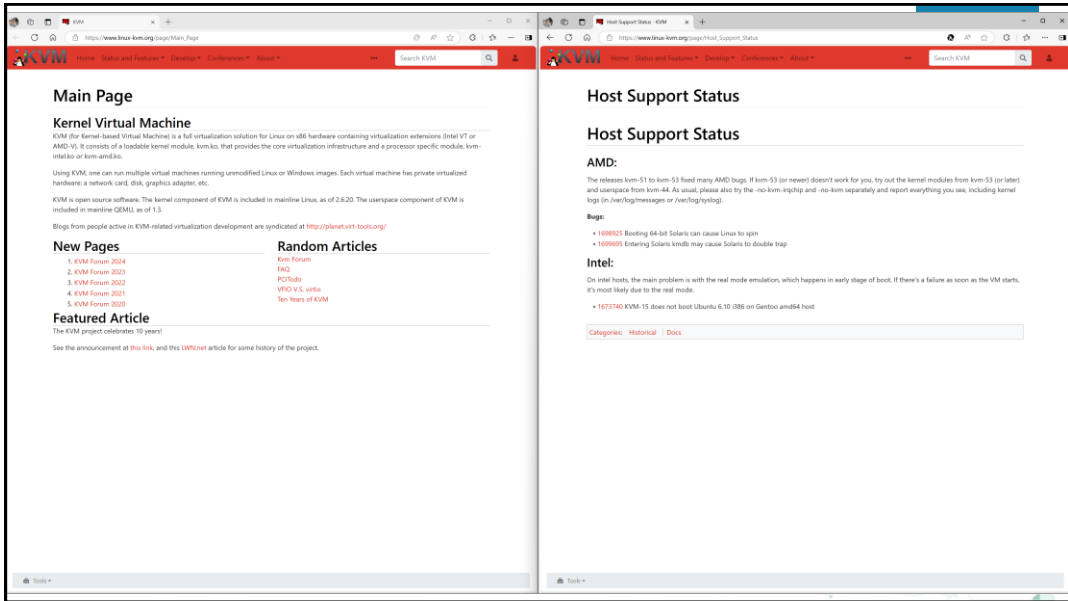 KVM
https://www.linux-kvm.org/page/Main_Page
KVM
Home Status and Features Develop Conferences About
Search KVM
Main Page
Kernel Virtual Machine
KVM (for Kernel-based Virtual Machine) is a full virtualization solution for Linux on x86 hardware containing virtualization extensions (Intel VT or
AMD-V). It consists of a loadable kernel module, kvm.ko, that provides the core virtualization infrastructure and a processor specific module, kvm-
intel.ko or kvm-amd.ko.
Using KVM, one can run multiple virtual machines running unmodified Linux or Windows images. Each virtual machine has private virtualized
hardware: a network card, disk, graphics adapter, etc.
KVM is open source software. The kernel component of KVM is included in mainline Linux, as of 2.6.20. The userspace component of KVM is
included in mainline QEMU, as of 1.3.
Blogs from people active in KVM-related virtualization development are syndicated at http://planet.virt-tools.org/
New Pages
1. KVM Forum 2024
2. KVM Forum 2023
3. KVM Forum 2022
4. KVM Forum 2021
5. KVM Forum 2020
Random Articles
Kvm Forum
FAQ
PCITodo
VFIO V.S. virtio
Ten Years of KVM
Featured Article
The KVM project celebrates 10 years!
See the announcement at this link, and this LWN.net article for some history of the project.
Tools
Host Support Status - KVM
https://www.linux-kvm.org/page/Host_Support_Status
KVM
Home Status and Features Develop Conferences About
Search KVM
Host Support Status
Host Support Status
AMD:
The releases kvm-51 to kvm-53 fixed many AMD bugs. If kvm-53 (or newer) doesn't work for you, try out the kernel modules from kvm-53 (or later)
and userspace from kvm-44. As usual, please also try the -no-kvm-irqchip and -no-kvm separately and report everything you see, including kernel
logs (in /var/log/messages or /var/log/syslog).
Bugs:
• 1698925 Booting 64-bit Solaris can cause Linux to spin
• 1699695 Entering Solaris kmdb may cause Solaris to double trap
Intel:
On intel hosts, the main problem is with the real mode emulation, which happens in early stage of boot. If there's a failure as soon as the VM starts,
it's most likely due to the real mode.
• 1673740 KVM-15 does not boot Ubuntu 6.10 i386 on Gentoo amd64 host
Categories: Historical | Docs
Tools